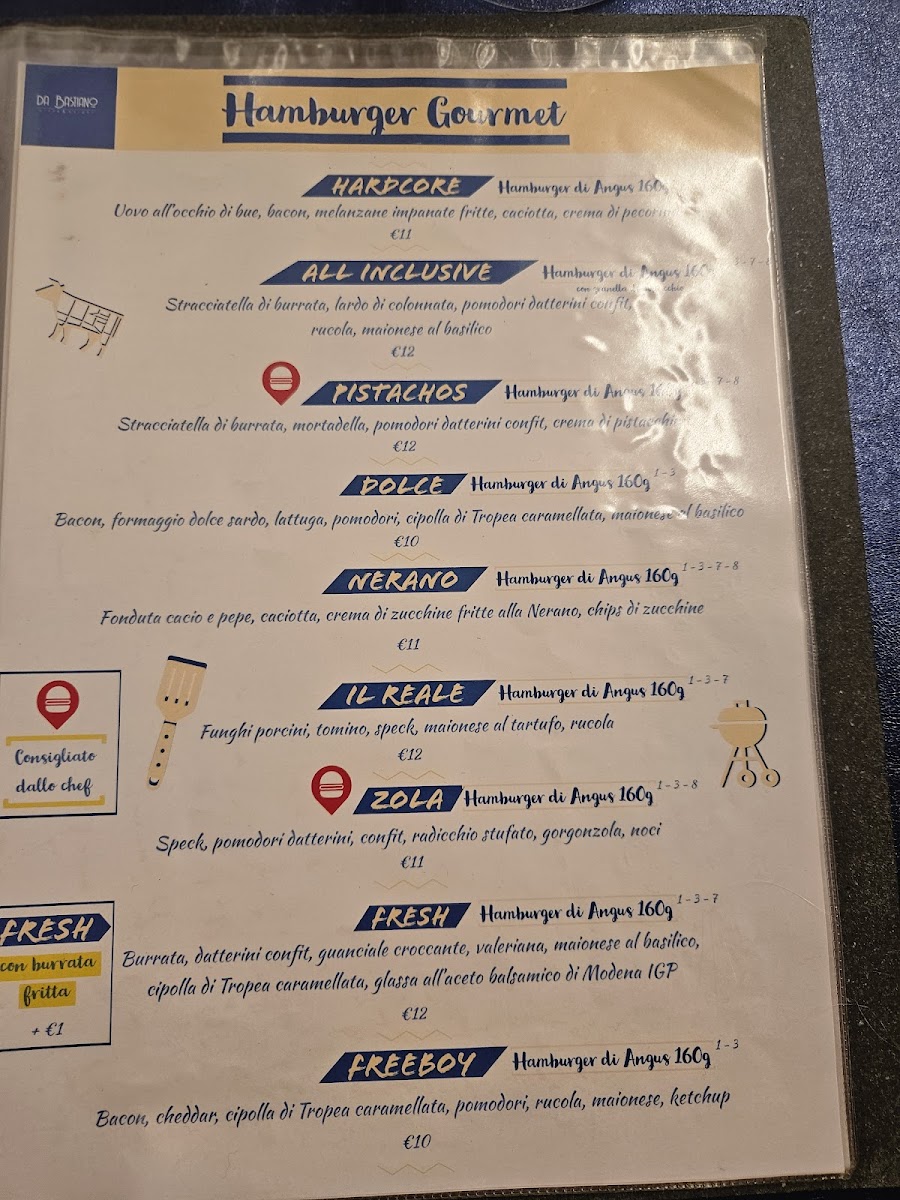 DA BASTIANO
Hamburger Gourmet
HARDCORE Hamburger di Angus 160g
Uovo all'occhio di bue, bacon, melanzane impanate fritte, caciotta, crema di
€11
ALL INCLUSIVE Hamburger di Angus
con granella
Stracciatella di burrata, lardo di colonnata, pomodori datterini confit,
rucola, maionese al basilico
€12
PISTACHOS Hamburger di Angus 7-8
Stracciatella di burrata, mortadella, pomodori datterini confit, crema di
€12
DOLCE Hamburger di Angus 160g 1-3
Bacon, formaggio dolce sardo, lattuga, pomodori, cipolla di Tropea caramellata, maionese al basilico
€10
NERANO Hamburger di Angus 160g 1-3-7-8
Fonduta cacio e pepe, caciotta, crema di zucchine fritte alla Nerano, chips di zucchine
€11
IL REALE Hamburger di Angus 160g 1-3-7
Funghi porcini, tomino, speck, maionese al tartufo, rucola
€12
Consigliato
dallo chef
ZOLA Hamburger di Angus 160g 1-3-8
Speck, pomodori datterini, confit, radicchio stufato, gorgonzola, noci
€11
FRESH Hamburger di Angus 160g 1-3-7
Burrata, datterini confit, guanciale croccante, valeriana, maionese al basilico,
cipolla di Tropea caramellata, glassa all'aceto balsamico di Modena IGP
€12
FRESH
con burrata
fritta
+ €1
FREEBOY Hamburger di Angus 160g 1-3
Bacon, cheddar, cipolla di Tropea caramellata, pomodori, rucola, maionese, ketchup
€10